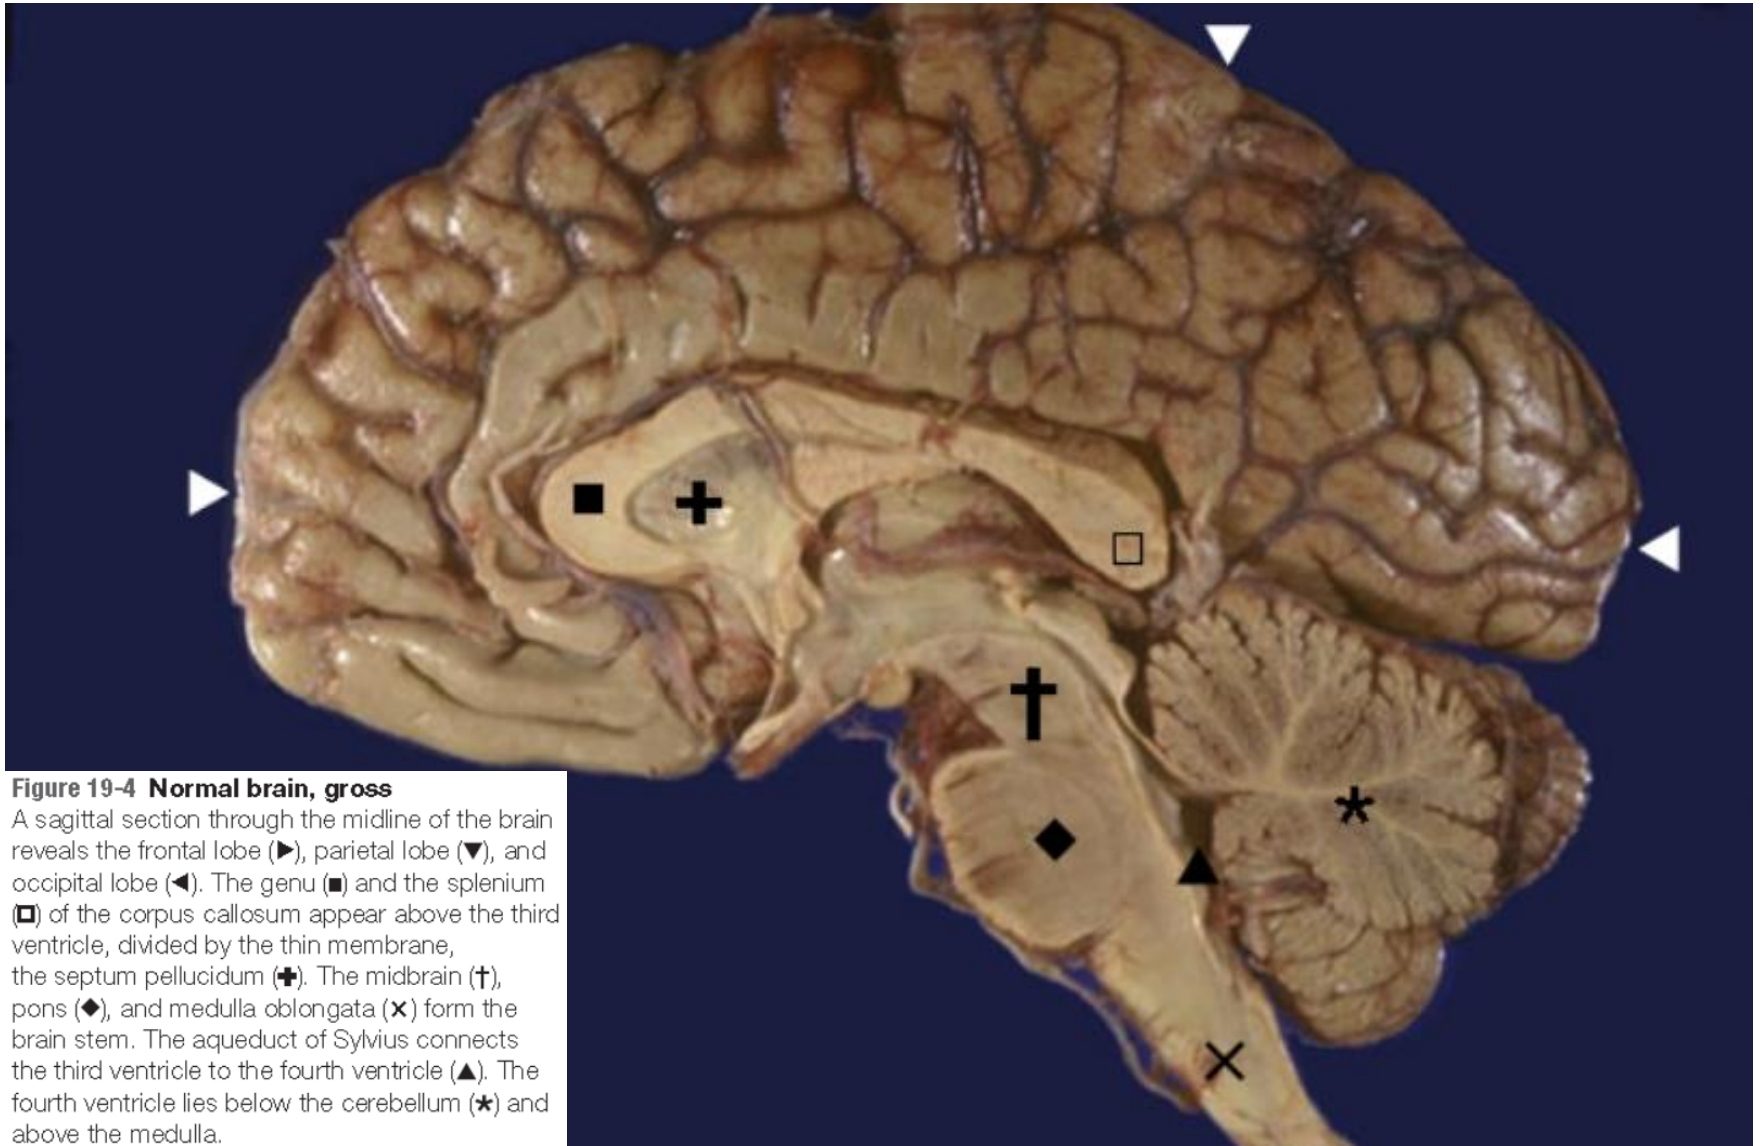 Figure 19-4 Normal brain, gross
A sagittal section through the midline of the brain
reveals the frontal lobe (▶), parietal lobe (▼), and
occipital lobe (◀). The genu (■) and the splenium
(□) of the corpus callosum appear above the third
ventricle, divided by the thin membrane,
the septum pellucidum (✚). The midbrain (†),
pons (◆), and medulla oblongata (×) form the
brain stem. The aqueduct of Sylvius connects
the third ventricle to the fourth ventricle (▲). The
fourth ventricle lies below the cerebellum (★) and
above the medulla.